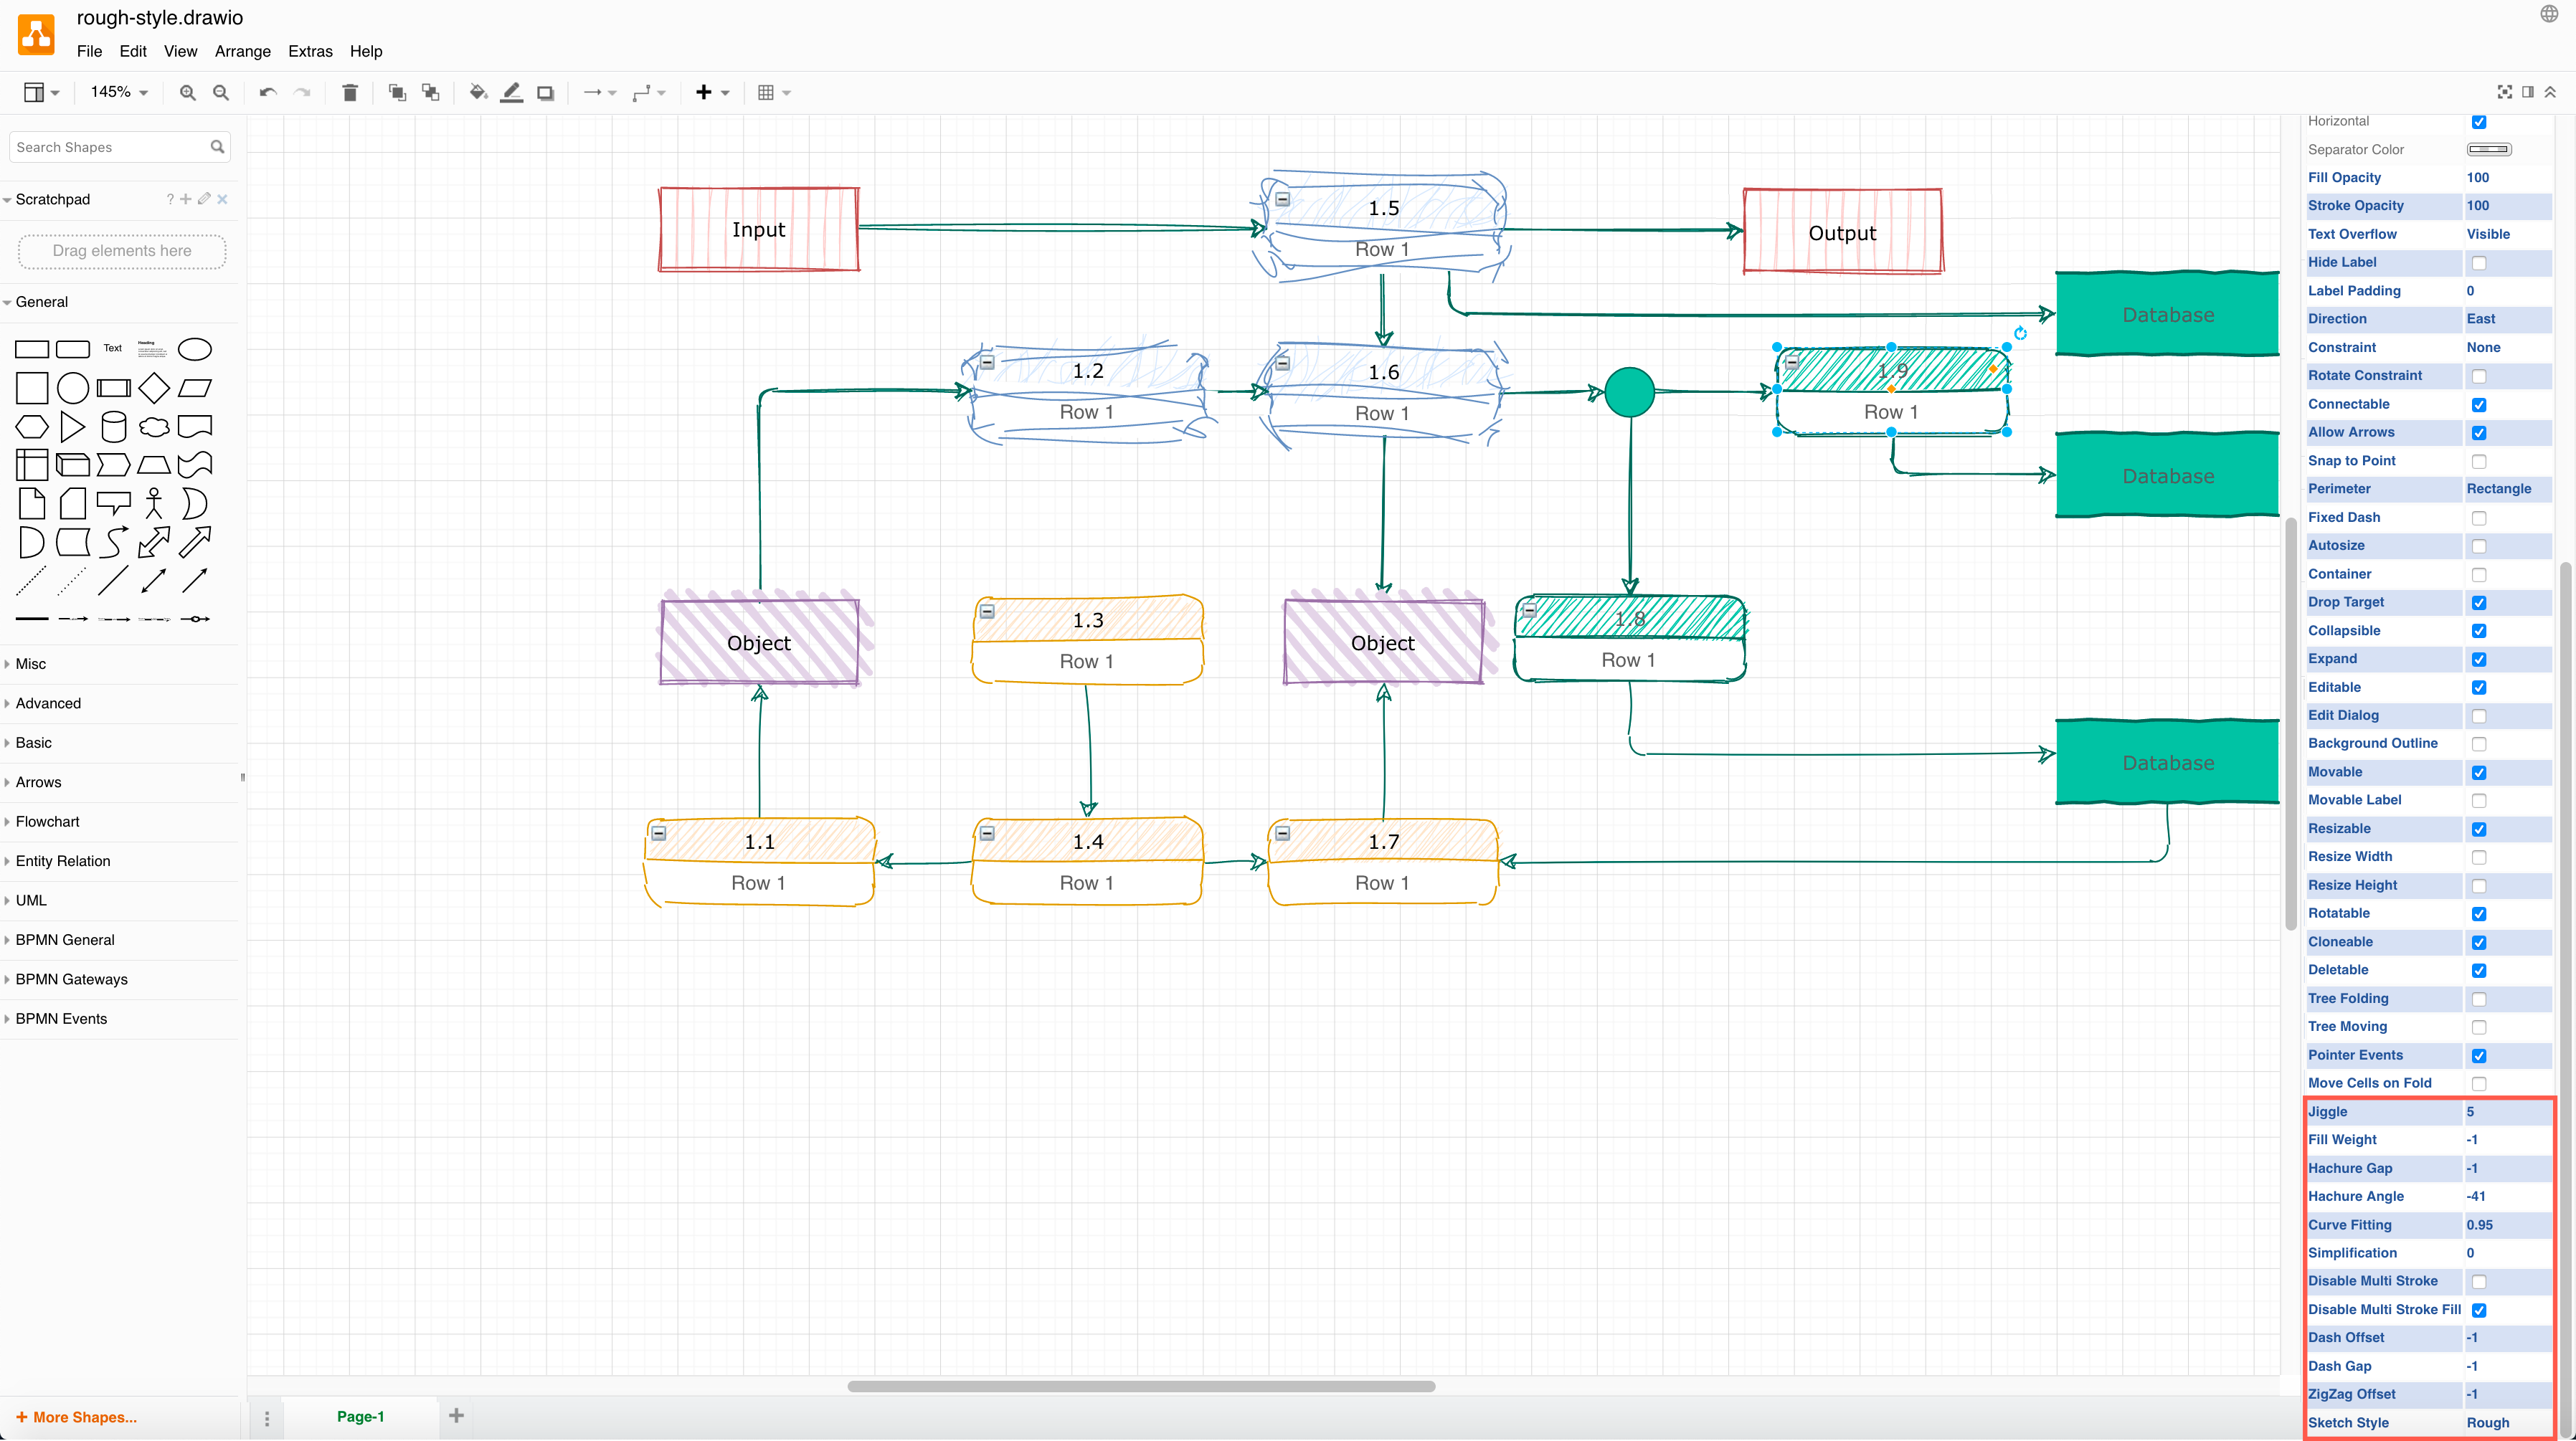 rough-style.drawio
File Edit View Arrange Extras Help
145%
Search Shapes
Scratchpad ?
Drag elements here
General
Text
Heading
Misc
Advanced
Basic
Arrows
Flowchart
Entity Relation
UML
BPMN General
BPMN Gateways
BPMN Events
+ More Shapes...
Input
1.5
Row 1
Output
Database
1.2
Row 1
1.6
Row 1
1.9
Row 1
Database
Object
1.3
Row 1
Object
1.8
Row 1
Database
1.1
Row 1
1.4
Row 1
1.7
Row 1
Page-1
Horizontal
Separator Color
Fill Opacity 100
Stroke Opacity 100
Text Overflow Visible
Hide Label
Label Padding 0
Direction East
Constraint None
Rotate Constraint
Connectable
Allow Arrows
Snap to Point
Perimeter Rectangle
Fixed Dash
Autosize
Container
Drop Target
Collapsible
Expand
Editable
Edit Dialog
Background Outline
Movable
Movable Label
Resizable
Resize Width
Resize Height
Rotatable
Cloneable
Deletable
Tree Folding
Tree Moving
Pointer Events
Move Cells on Fold
Jiggle 5
Fill Weight -1
Hachure Gap -1
Hachure Angle -41
Curve Fitting 0.95
Simplification 0
Disable Multi Stroke
Disable Multi Stroke Fill
Dash Offset -1
Dash Gap -1
ZigZag Offset -1
Sketch Style Rough